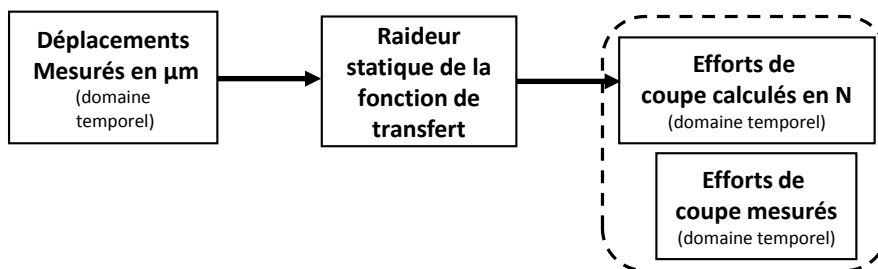 Déplacements
Mesurés en µm
(domaine
temporel)
Raideur
statique de la
fonction de
transfert
Efforts de
coupe calculés en N
(domaine temporel)
Efforts de
coupe mesurés
(domaine temporel)